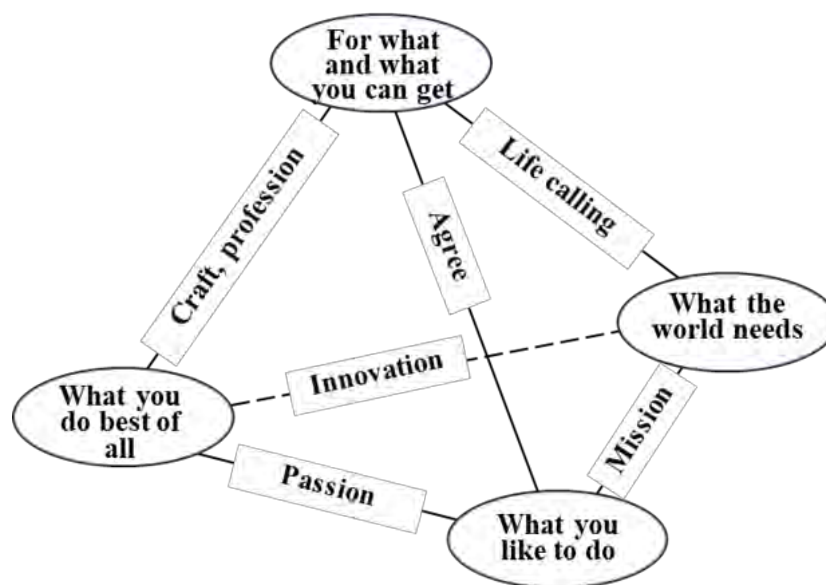 For what
and what
you can get
Life calling
Craft, profession
Agree
What the
world needs
Innovation
What you
do best of
all
Mission
Passion
What you
like to do